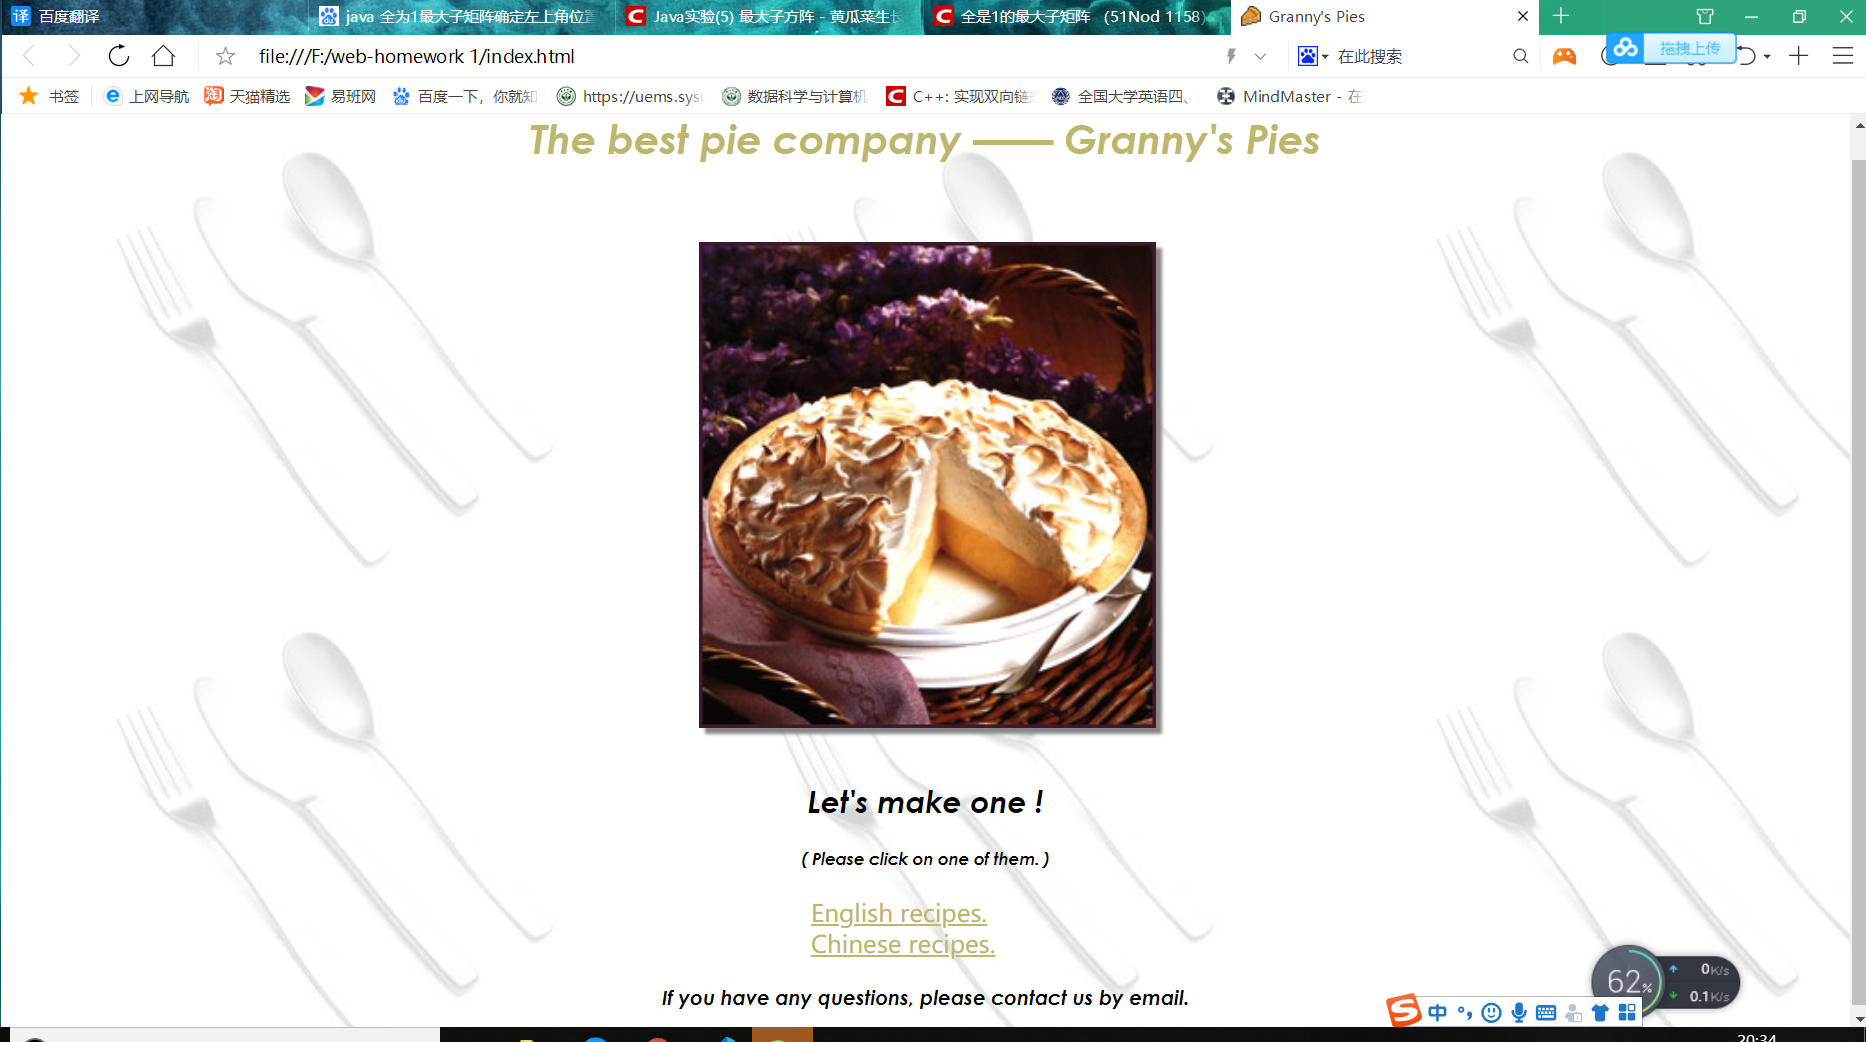 百度翻译
java 全为1最大子矩阵确定左上角位置
Java实验(5) 最大子方阵 - 黄瓜菜生长
全是1的最大子矩阵 （51Nod 1158）
Granny's Pies
file:///F:/web-homework 1/index.html
在此搜索
拖拽上传
书签
上网导航
天猫精选
易班网
百度一下，你就知
https://uems.sysu
数据科学与计算机
C++: 实现双向链
全国大学英语四、
MindMaster - 在
The best pie company —— Granny's Pies
Let's make one !
( Please click on one of them. )
English recipes.
Chinese recipes.
If you have any questions, please contact us by email.
62%
0K/s
0.1K/s
中
20:34